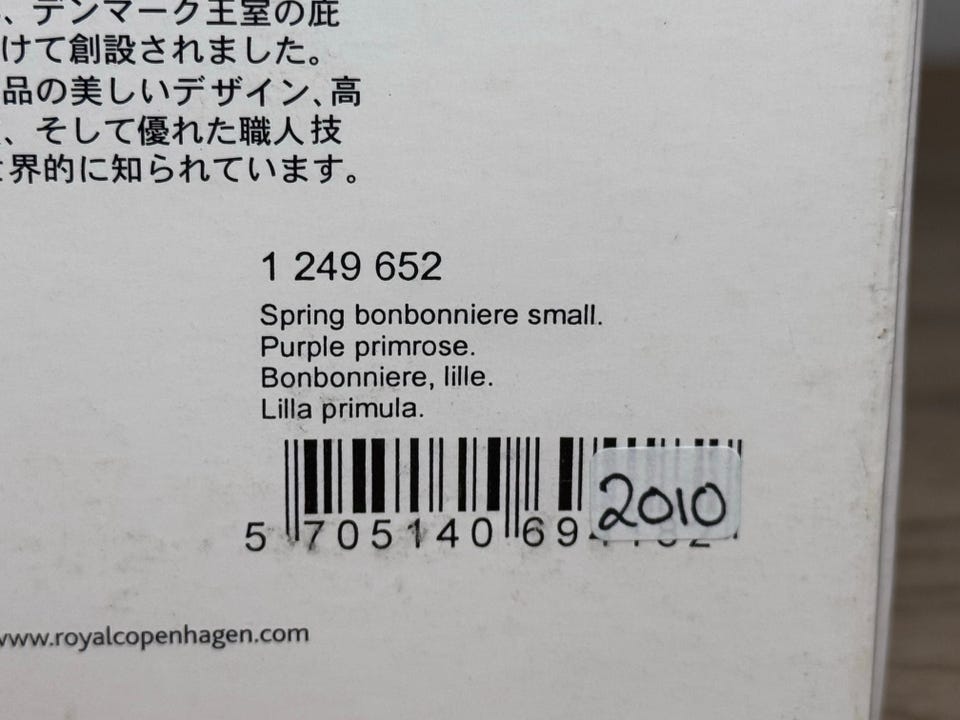 、デンマーク王室の庇
けて創設されました。
品の美しいデザイン、高
、そして優れた職人技
界的に知られています。
1 249 652
Spring bonbonniere small.
Purple primrose.
Bonbonniere, lille.
Lilla primula.
5 705140 69
2010
www.royalcopenhagen.com